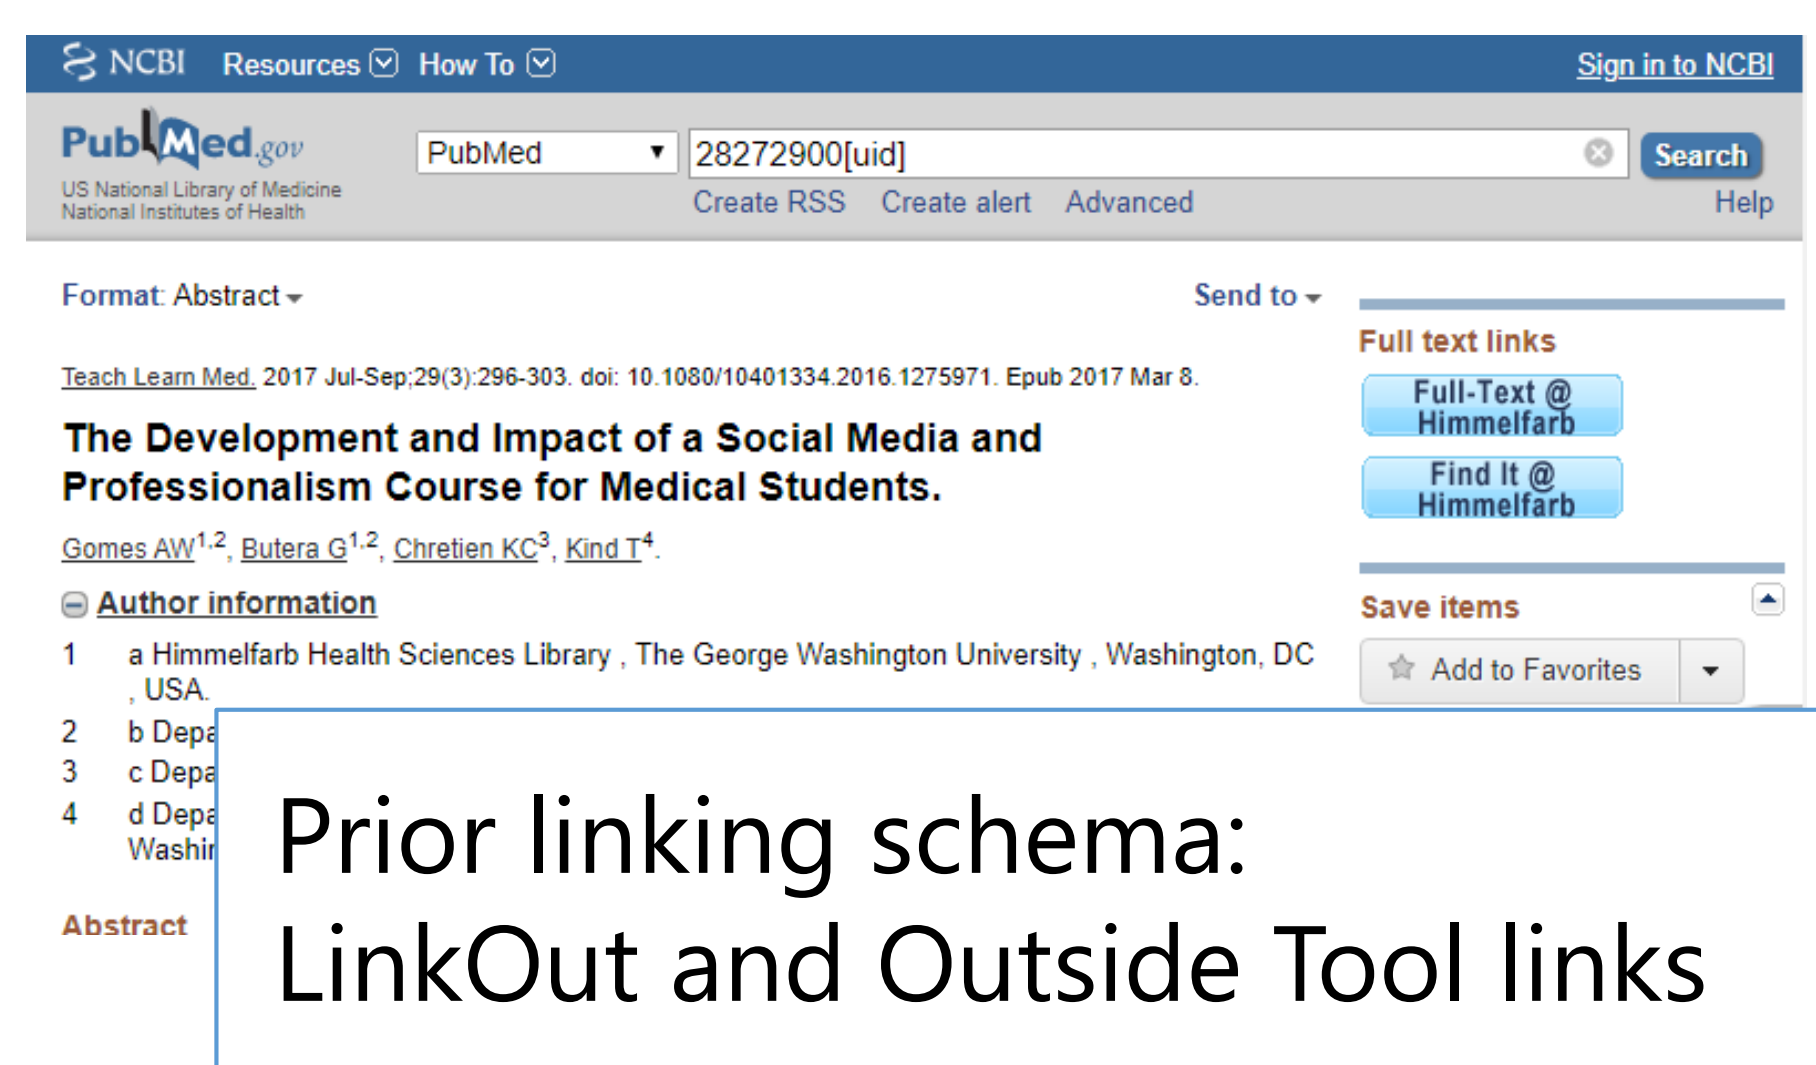 NCBI Resources How To Sign in to NCBI
PubMed.gov
US National Library of Medicine
National Institutes of Health
PubMed 28272900[uid] Search
Create RSS Create alert Advanced Help
Format: Abstract Send to
Teach Learn Med. 2017 Jul-Sep;29(3):296-303. doi: 10.1080/10401334.2016.1275971. Epub 2017 Mar 8.
The Development and Impact of a Social Media and
Professionalism Course for Medical Students.
Gomes AW1,2, Butera G1,2, Chretien KC3, Kind T4.
Author information
1 a Himmelfarb Health Sciences Library , The George Washington University , Washington, DC
, USA.
2 b Depa
3 c Depa
4 d Depa
Washin
Abstract
Full text links
Full-Text @
Himmelfarb
Find It @
Himmelfarb
Save items
Add to Favorites
Prior linking schema:
LinkOut and Outside Tool links